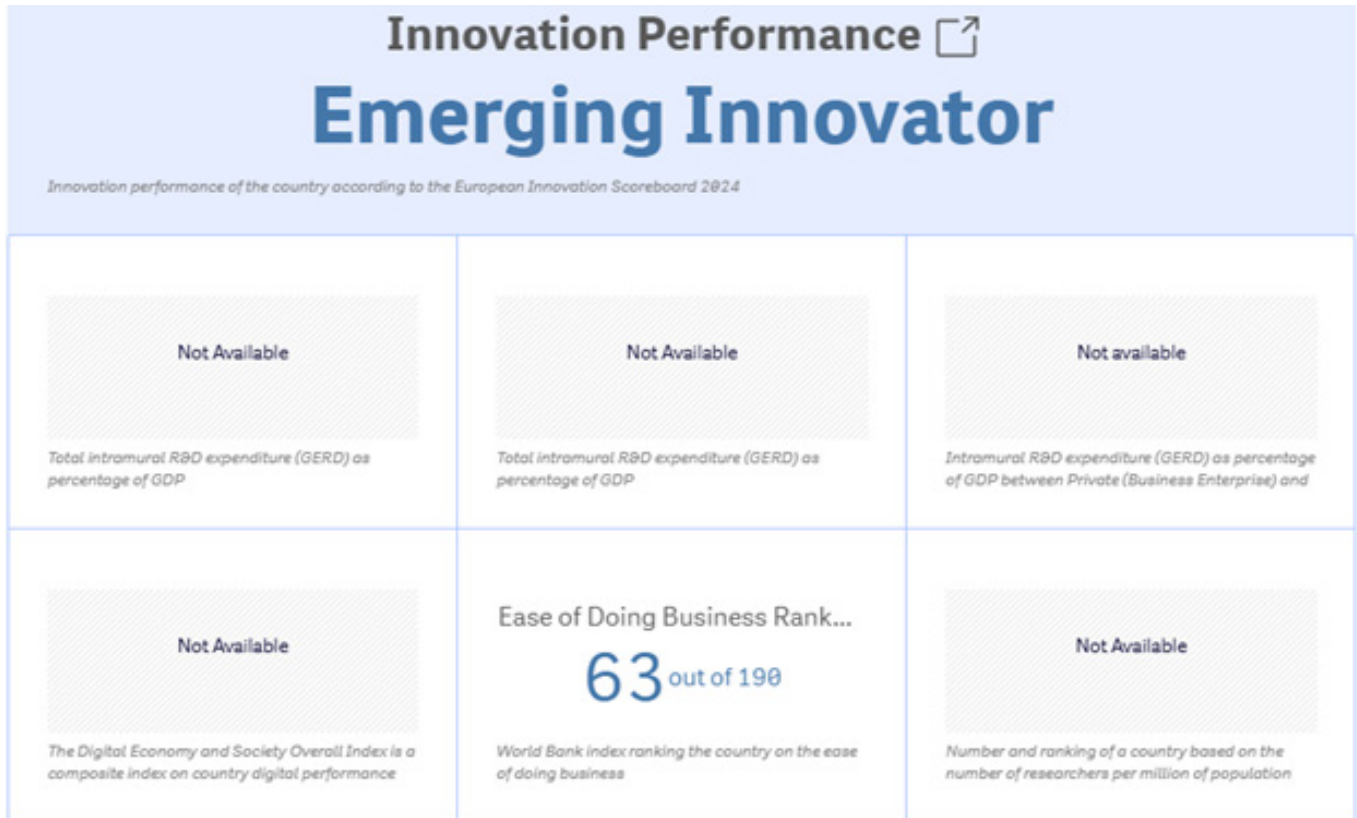 Innovation Performance
Emerging Innovator
Innovation performance of the country according to the European Innovation Scoreboard 2024
Not Available
Total intramural R&D expenditure (GERD) as
percentage of GDP
Not Available
Total intramural R&D expenditure (GERD) as
percentage of GDP
Not available
Intramural R&D expenditure (GERD) as percentage
of GDP between Private (Business Enterprise) and
Not Available
The Digital Economy and Society Overall Index is a
composite index on country digital performance
Ease of Doing Business Rank...
63 out of 190
World Bank index ranking the country on the ease
of doing business
Not Available
Number and ranking of a country based on the
number of researchers per million of population